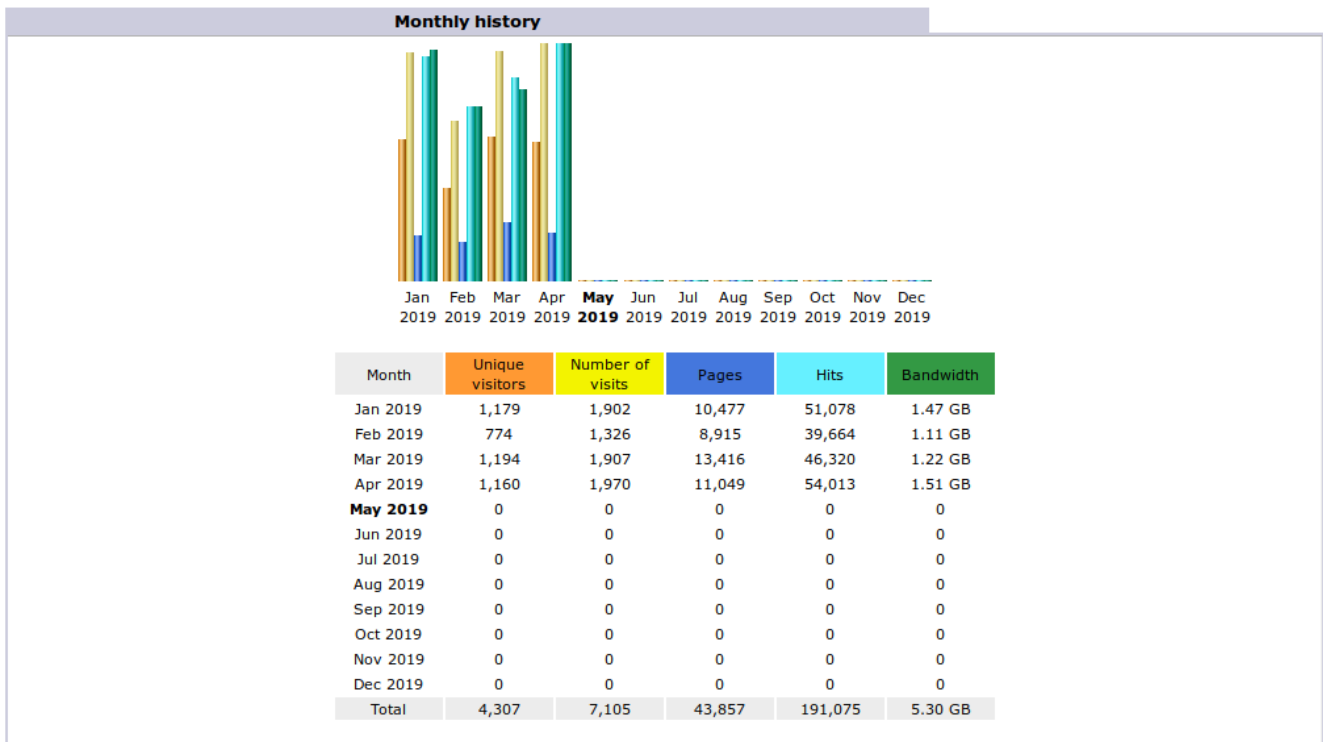 Monthly history
Jan Feb Mar Apr May Jun Jul Aug Sep Oct Nov Dec
2019 2019 2019 2019 2019 2019 2019 2019 2019 2019 2019 2019
Month Unique visitors Number of visits Pages Hits Bandwidth
Jan 2019 1,179 1,902 10,477 51,078 1.47 GB
Feb 2019 774 1,326 8,915 39,664 1.11 GB
Mar 2019 1,194 1,907 13,416 46,320 1.22 GB
Apr 2019 1,160 1,970 11,049 54,013 1.51 GB
May 2019 0 0 0 0 0
Jun 2019 0 0 0 0 0
Jul 2019 0 0 0 0 0
Aug 2019 0 0 0 0 0
Sep 2019 0 0 0 0 0
Oct 2019 0 0 0 0 0
Nov 2019 0 0 0 0 0
Dec 2019 0 0 0 0 0
Total 4,307 7,105 43,857 191,075 5.30 GB